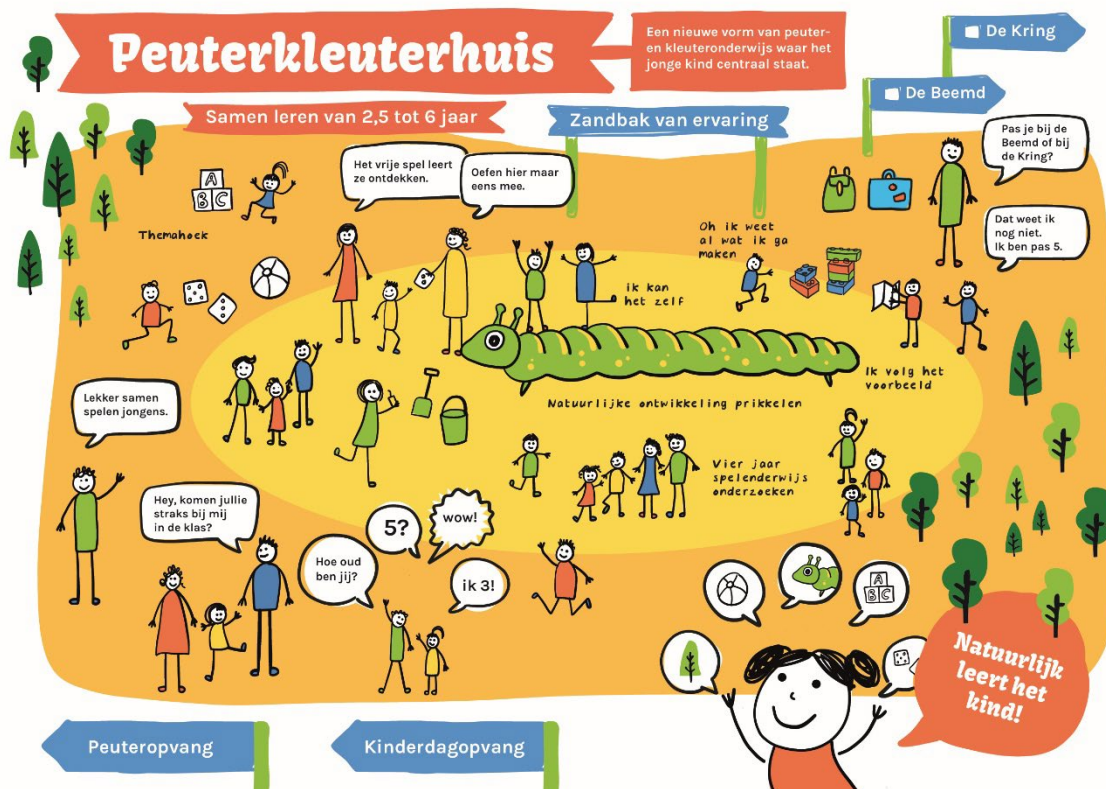 Peuterkleuterhuis
Een nieuwe vorm van peuter-
en kleuteronderwijs waar het
jonge kind centraal staat.
De Kring
De Beemd
Samen leren van 2,5 tot 6 jaar
Zandbak van ervaring
Pas je bij de
Beemd of bij
de Kring?
Dat weet ik
nog niet.
Ik ben pas 5.
Het vrije spel leert
ze ontdekken.
Oefen hier maar
eens mee.
A
B C
Themahoek
Oh ik weet
al wat ik ga
maken
ik kan
het zelf
Ik volg het
voorbeeld
Natuurlijke ontwikkeling prikkelen
Lekker samen
spelen jongens.
Vier jaar
spelenderwijs
onderzoeken
Hey, komen jullie
straks bij mij
in de klas?
5?
wow!
Hoe oud
ben jij?
ik 3!
A
B C
Natuurlijk
leert het
kind!
Peuteropvang
Kinderdagopvang